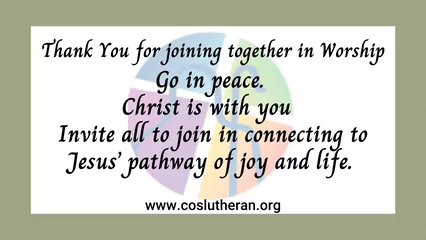 Thank You for joining together in Worship
Go in peace.
Christ is with you
Invite all to join in connecting to
Jesus' pathway of joy and life.
www.coslutheran.org